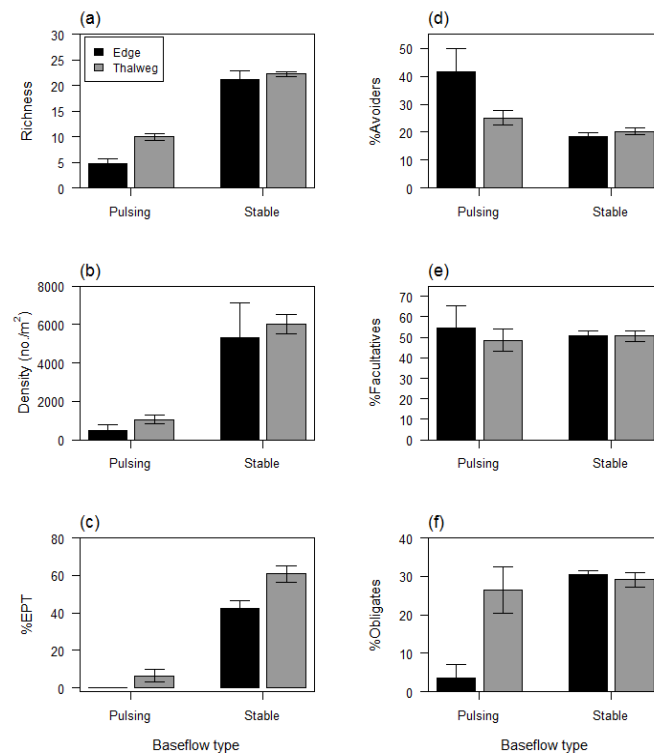 (a)
30
25
20
15
10
5
0
Richness
Edge
Thalweg
Pulsing
Stable
(d)
50
40
30
20
10
0
%Avoiders
Pulsing
Stable
(b)
8000
6000
4000
2000
0
Density (no./m²)
Pulsing
Stable
(e)
70
60
50
40
30
20
10
0
%Facultatives
Pulsing
Stable
(c)
80
60
40
20
0
%EPT
Pulsing
Stable
Baseflow type
(f)
40
30
20
10
0
%Obligates
Pulsing
Stable
Baseflow type